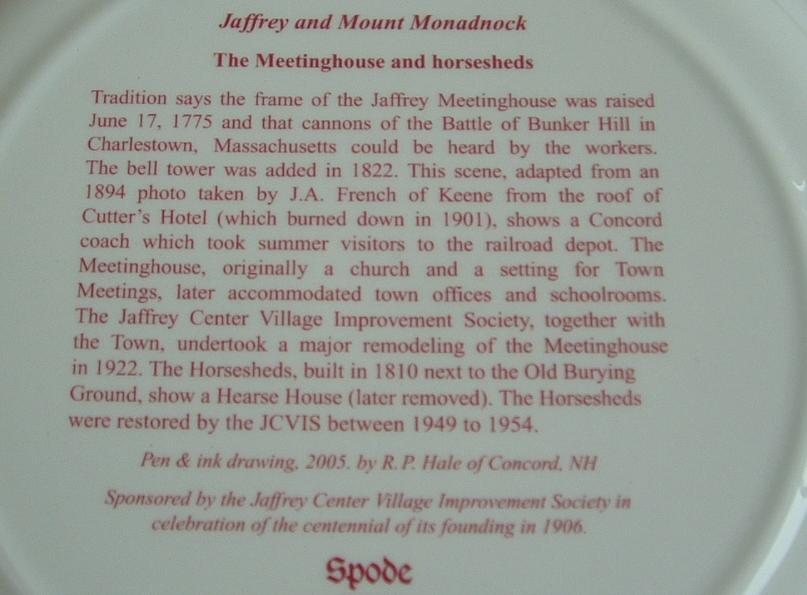 Jaffrey and Mount Monadnock
The Meetinghouse and horsesheds
Tradition says the frame of the Jaffrey Meetinghouse was raised
June 17, 1775 and that cannons of the Battle of Bunker Hill in
Charlestown, Massachusetts could be heard by the workers.
The bell tower was added in 1822. This scene, adapted from an
1894 photo taken by J.A. French of Keene from the roof of
Cutter's Hotel (which burned down in 1901), shows a Concord
coach which took summer visitors to the railroad depot. The
Meetinghouse, originally a church and a setting for Town
Meetings, later accommodated town offices and schoolrooms.
The Jaffrey Center Village Improvement Society, together with
the Town, undertook a major remodeling of the Meetinghouse
in 1922. The Horsesheds, built in 1810 next to the Old Burying
Ground, show a Hearse House (later removed). The Horsesheds
were restored by the JCVIS between 1949 to 1954.
Pen & ink drawing, 2005. by R. P. Hale of Concord, NH
Sponsored by the Jaffrey Center Village Improvement Society in
celebration of the centennial of its founding in 1906.
Spode